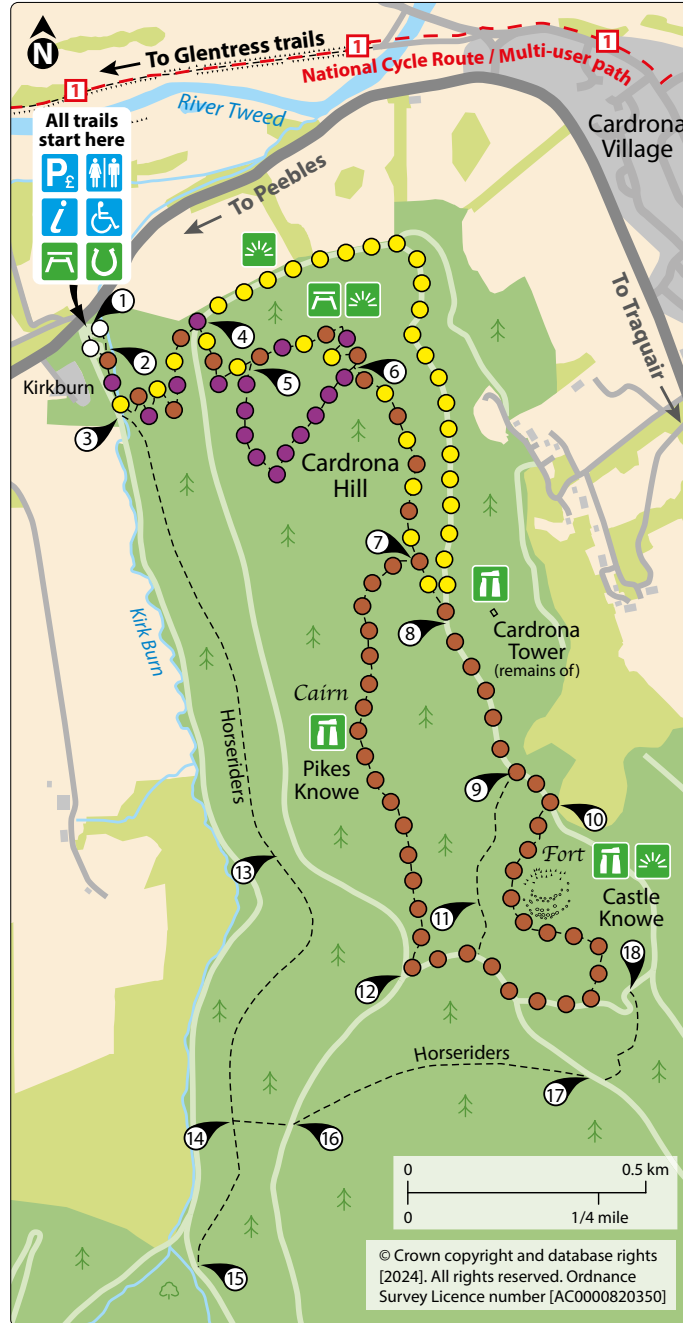 N
To Glentress trails
1
1
1
National Cycle Route / Multi-user path
River Tweed
All trails
start here
P£
i
Cardrona
Village
To Peebles
To Traquair
1
2
3
4
5
6
Kirkburn
Cardrona
Hill
7
8
Cardrona
Tower
(remains of)
Kirk Burn
Horseriders
Cairn
Pikes
Knowe
9
10
Fort
Castle
Knowe
11
12
13
18
Horseriders
14
16
17
15
0
0.5 km
0
1/4 mile
© Crown copyright and database rights
[2024]. All rights reserved. Ordnance
Survey Licence number [AC0000820350]